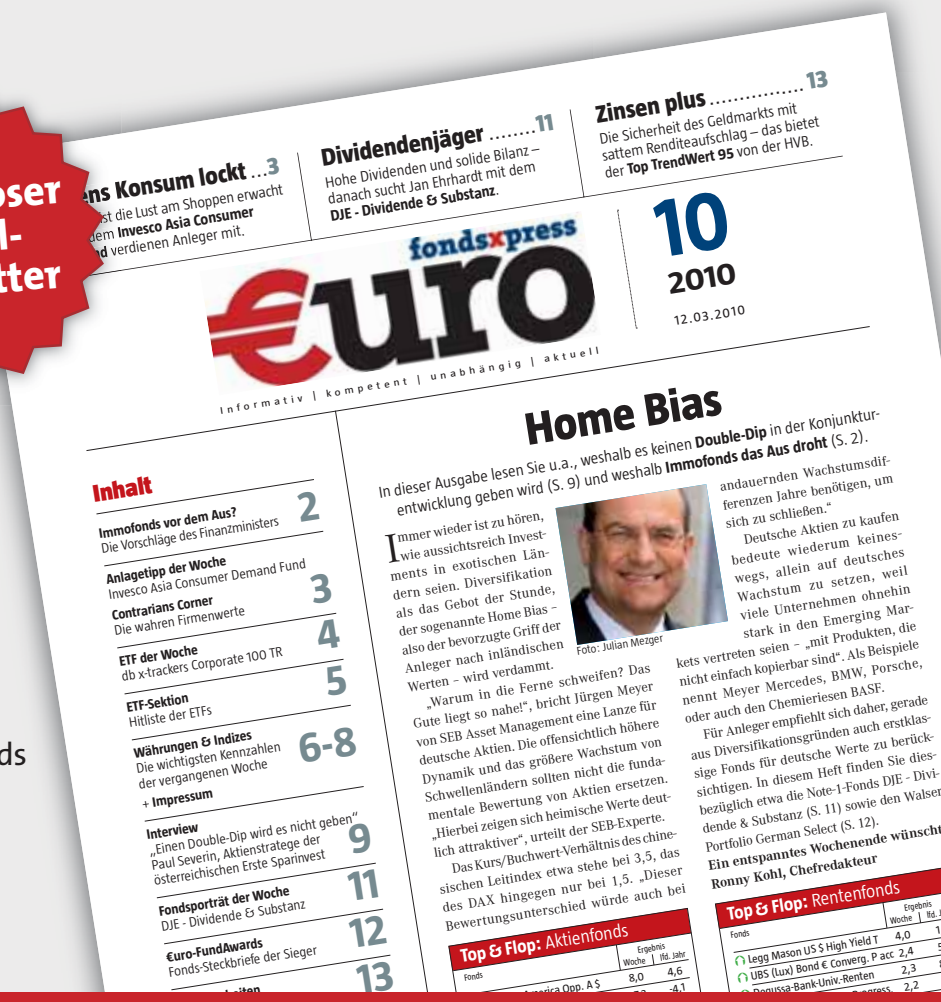 oser
l-
tter
ds
ens Konsum lockt ... 3
ist die Lust am Shoppen erwacht
dem Invesco Asia Consumer
nd verdienen Anleger mit.
Dividendenjäger ........ 11
Hohe Dividenden und solide Bilanz –
danach sucht Jan Ehrhardt mit dem
DJE - Dividende & Substanz.
Zinsen plus ................ 13
Die Sicherheit des Geldmarkts mit
sattem Renditeaufschlag – das bietet
der Top TrendWert 95 von der HVB.
fondsxpress
€uro
Informativ | kompetent | unabhängig | aktuell
10
2010
12.03.2010
Inhalt
Immofonds vor dem Aus?
Die Vorschläge des Finanzministers 2
Anlagetipp der Woche
Invesco Asia Consumer Demand Fund
Contrarians Corner
Die wahren Firmenwerte 3
ETF der Woche
db x-trackers Corporate 100 TR 4
ETF-Sektion
Hitliste der ETFs 5
Währungen & Indizes
Die wichtigsten Kennzahlen
der vergangenen Woche 6-8
+ Impressum
Interview
„Einen Double-Dip wird es nicht geben“
Paul Severin, Aktienstratege der
österreichischen Erste Sparinvest 9
Fondsporträt der Woche
DJE - Dividende & Substanz 11
€uro-FundAwards
Fonds-Steckbriefe der Sieger 12
eiten 13
Home Bias
In dieser Ausgabe lesen Sie u.a., weshalb es keinen Double-Dip in der Konjunktur-
entwicklung geben wird (S. 9) und weshalb Immofonds das Aus droht (S. 2).
Immer wieder ist zu hören,
wie aussichtsreich Invest-
ments in exotischen Län-
dern seien. Diversifikation
als das Gebot der Stunde,
der sogenannte Home Bias –
also der bevorzugte Griff der
Anleger nach inländischen
Werten – wird verdammt.
„Warum in die Ferne schweifen? Das
Gute liegt so nahe!“, bricht Jürgen Meyer
von SEB Asset Management eine Lanze für
deutsche Aktien. Die offensichtlich höhere
Dynamik und das größere Wachstum von
Schwellenländern sollten nicht die funda-
mentale Bewertung von Aktien ersetzen.
„Hierbei zeigen sich heimische Werte deut-
lich attraktiver“, urteilt der SEB-Experte.
Das Kurs/Buchwert-Verhältnis des chine-
sischen Leitindex etwa stehe bei 3,5, das
des DAX hingegen nur bei 1,5. „Dieser
Bewertungsunterschied würde auch bei
Foto: Julian Mezger
andauernden Wachstumsdif-
ferenzen Jahre benötigen, um
sich zu schließen.“
Deutsche Aktien zu kaufen
bedeute wiederum keines-
wegs, allein auf deutsches
Wachstum zu setzen, weil
viele Unternehmen ohnehin
stark in den Emerging Mar-
kets vertreten seien – „mit Produkten, die
nicht einfach kopierbar sind“. Als Beispiele
nennt Meyer Mercedes, BMW, Porsche,
oder auch den Chemieriesen BASF.
Für Anleger empfiehlt sich daher, gerade
aus Diversifikationsgründen auch erstklas-
sige Fonds für deutsche Werte zu berück-
sichtigen. In diesem Heft finden Sie dies-
bezüglich etwa die Note-1-Fonds DJE - Divi-
dende & Substanz (S. 11) sowie den Walser
Portfolio German Select (S. 12).
Ein entspanntes Wochenende wünscht
Ronny Kohl, Chefredakteur
Top & Flop: Aktienfonds
Ergebnis
Fonds Woche | lfd. Jahr
merica Opp. A $ 8,0 4,6
-4,1
Top & Flop: Rentenfonds
Ergebnis
Fonds Woche | lfd. J
Legg Mason US $ High Yield T 4,0
UBS (Lux) Bond € Converg. P acc 2,4
Degussa-Bank-Univ.-Renten 2,3
2,2